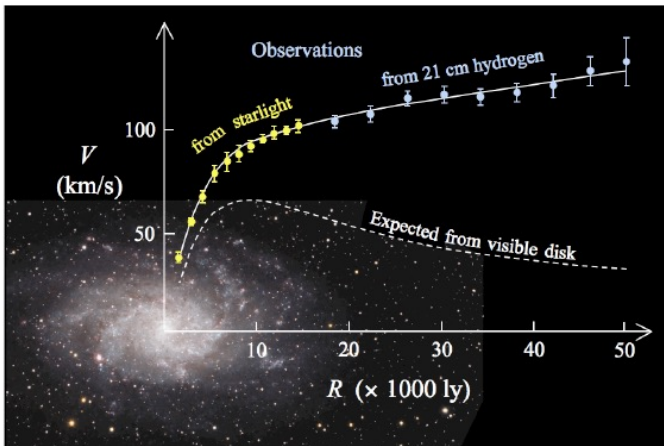 Observations
from 21 cm hydrogen
from starlight
100
V
(km/s)
50
Expected from visible disk
10
20
30
40
50
R (× 1000 ly)